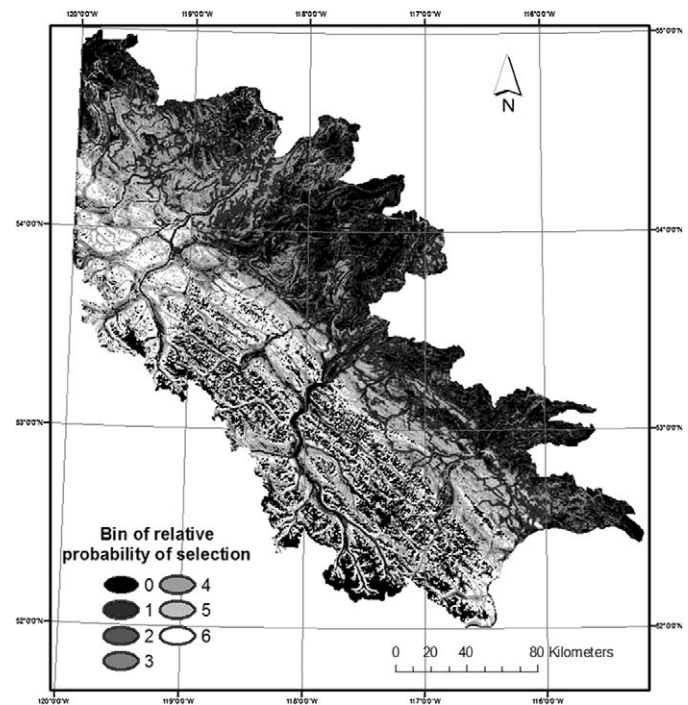 120°0'0"W 119°0'0"W 118°0'0"W 117°0'0"W 116°0'0"W
55°0'0"N
N
54°0'0"N 54°0'0"N
53°0'0"N 53°0'0"N
Bin of relative
probability of selection
0 4
1 5
2 6
3
52°0'0"N 52°0'0"N
0 20 40 80 Kilometers
120°0'0"W 119°0'0"W 118°0'0"W 117°0'0"W 116°0'0"W